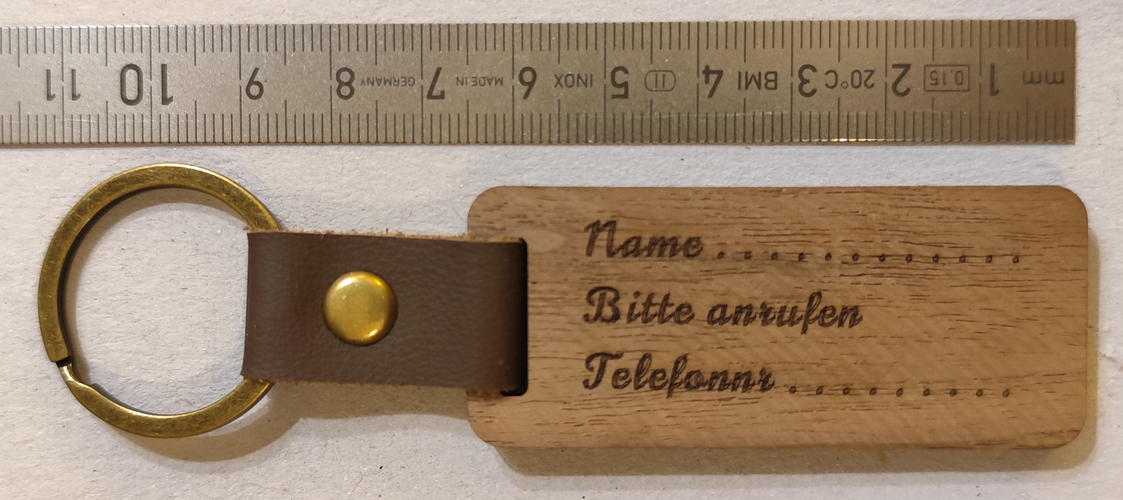 mm 1 0.15 2 20°C 3 BMI 4 II 5 INOX 6 MADE IN 7 GERMANY 8 9 10 11
Name . . . . . . . . . . . .
Bitte anrufen
Telefonnr . . . . . . . . .